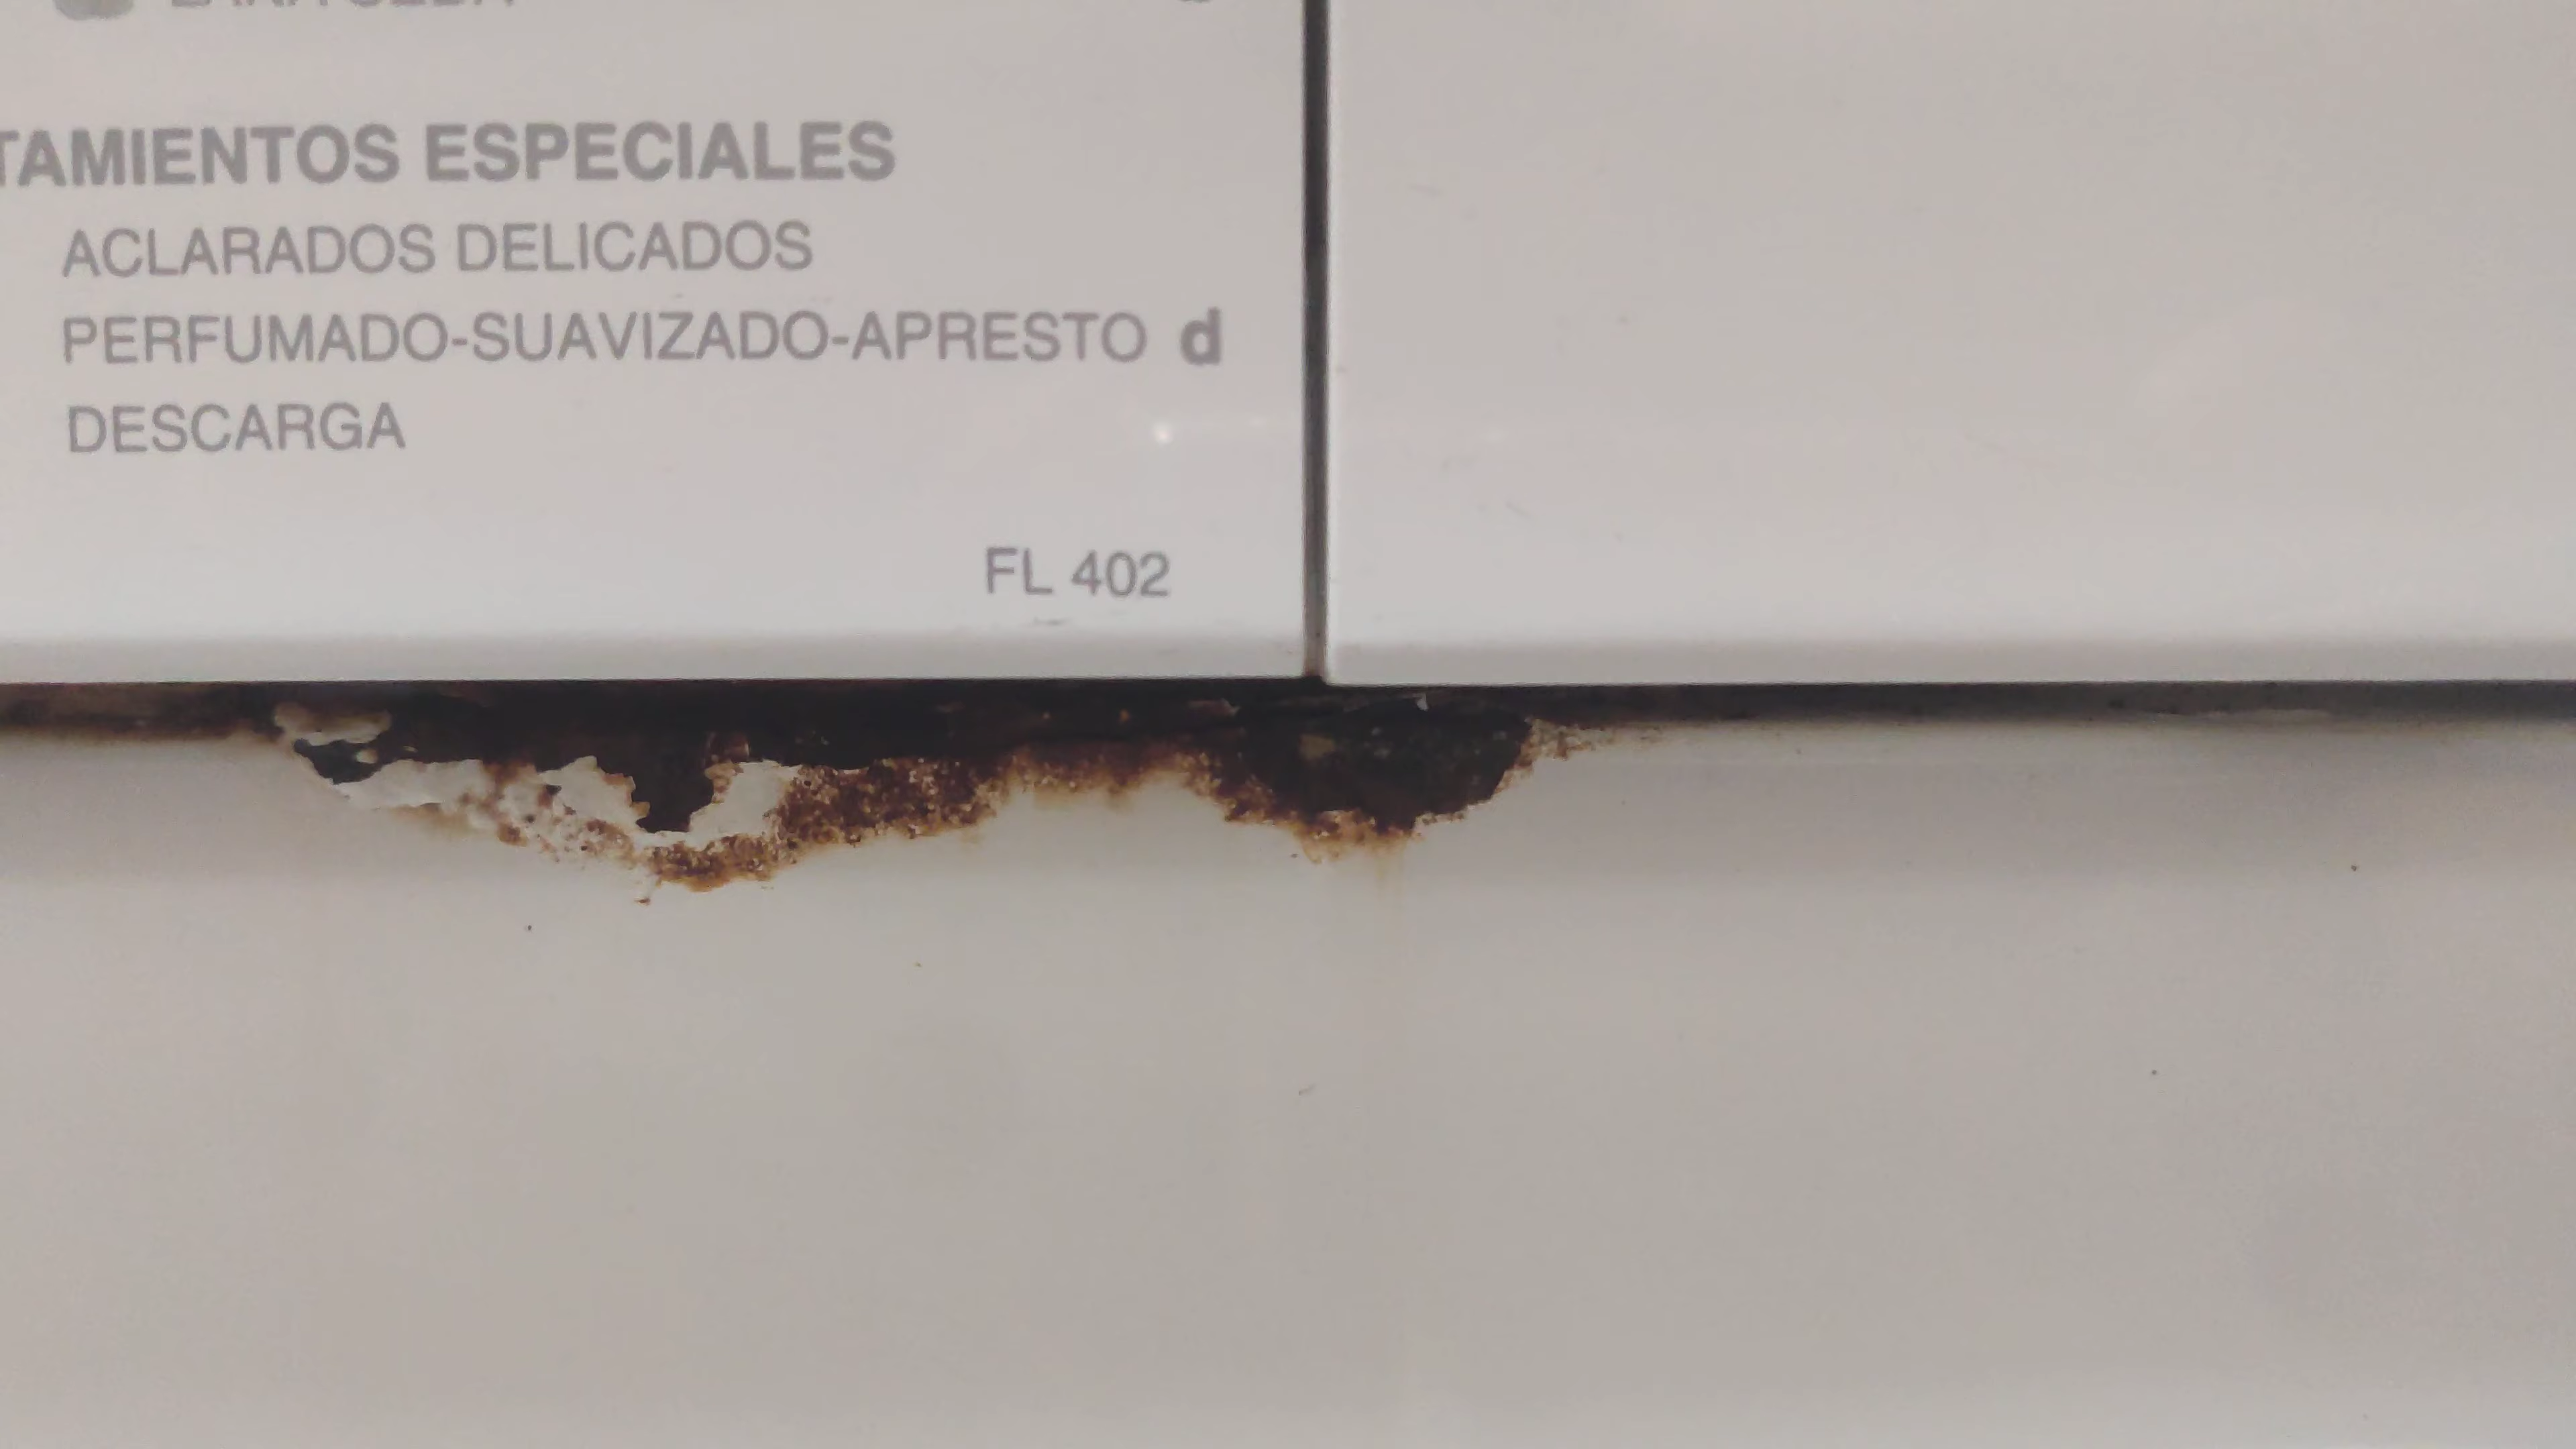 TAMIENTOS ESPECIALES
ACLARADOS DELICADOS
PERFUMADO-SUAVIZADO-APRESTO d
DESCARGA
FL 402